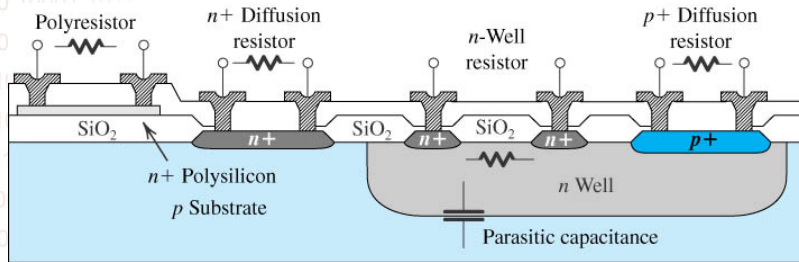 Polyresistor
n+ Diffusion
resistor
n-Well
resistor
p+ Diffusion
resistor
SiO2
n+
SiO2
n+
SiO2
n+
p+
n+ Polysilicon
p Substrate
n Well
Parasitic capacitance